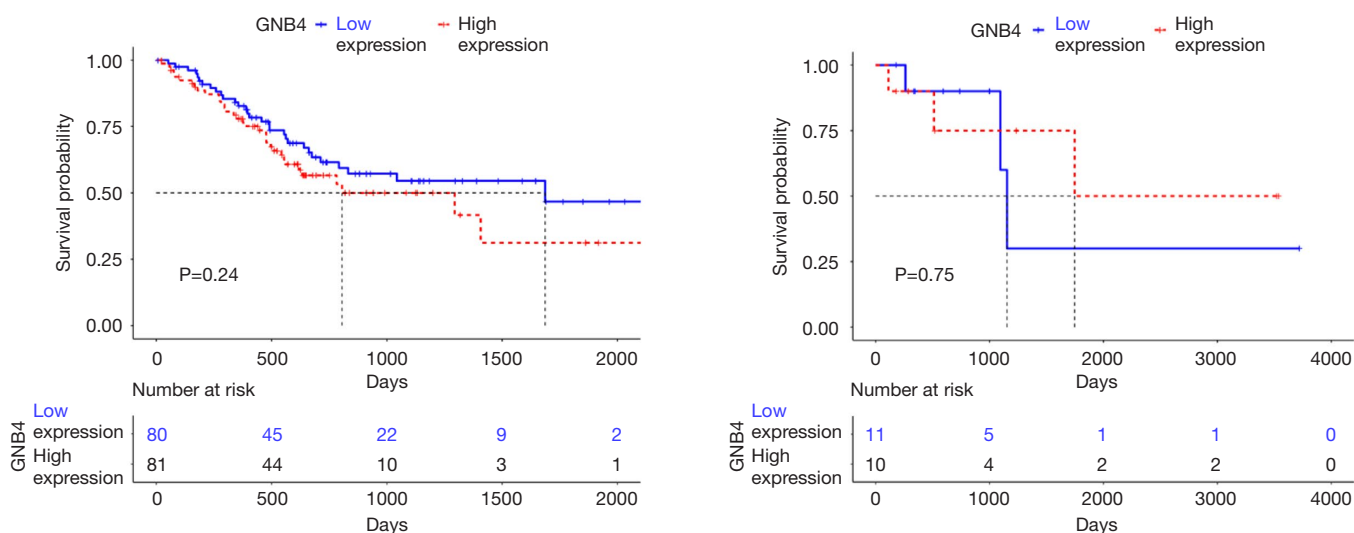 GNB4 Low expression High expression
1.00
0.75
0.50
0.25
0.00
Survival probability
P=0.24
0 500 1000 1500 2000
Days
Number at risk
GNB4
Low expression 80 45 22 9 2
High expression 81 44 10 3 1
0 500 1000 1500 2000
Days
GNB4 Low expression High expression
1.00
0.75
0.50
0.25
0.00
Survival probability
P=0.75
0 1000 2000 3000 4000
Days
Number at risk
GNB4
Low expression 11 5 1 1 0
High expression 10 4 2 2 0
0 1000 2000 3000 4000
Days